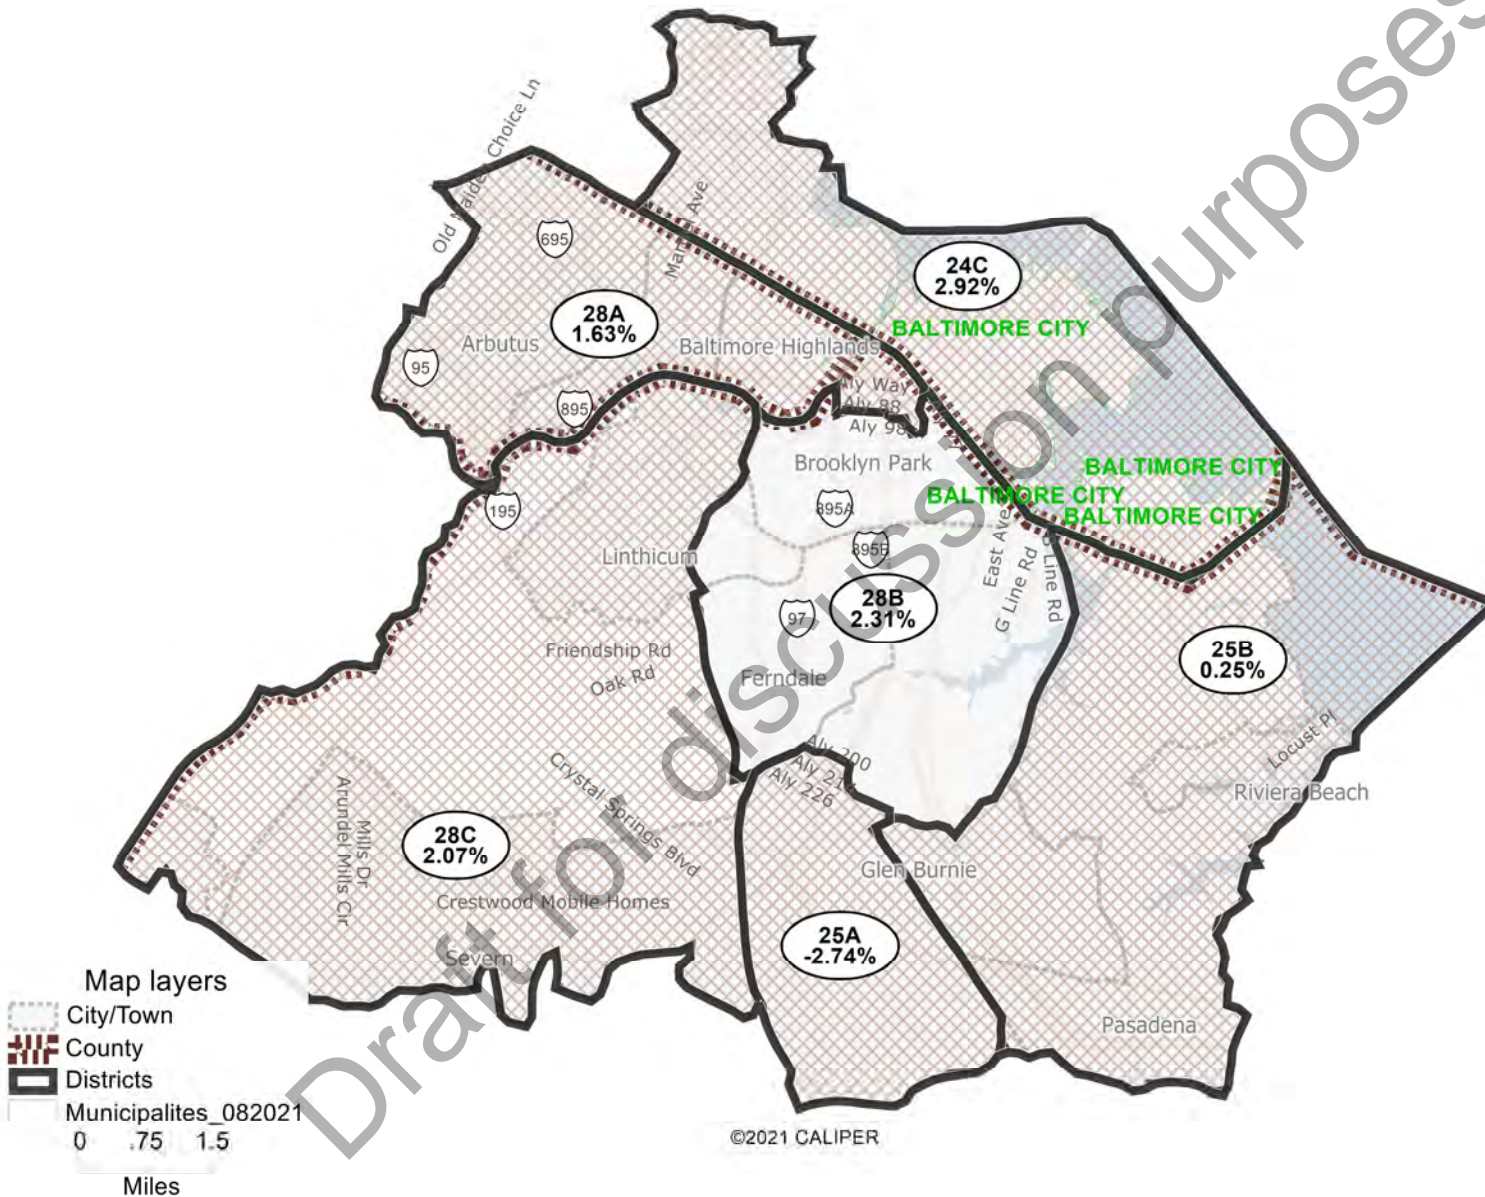 Draft for discussion purposes
Old Maiden Choice Ln
695
24C
2.92%
BALTIMORE CITY
28A
1.63%
Arbutus
Baltimore Highlands
95
Aly Way
Aly 88
895
Aly 98
Brooklyn Park
BALTIMORE CITY
BALTIMORE CITY
BALTIMORE CITY
195
895A
East Ave
Linthicum
895B
G Line Rd
B Line Rd
97
28B
2.31%
Friendship Rd
Oak Rd
Ferndale
25B
0.25%
Locust Pl
Aly 200
Aly 226
Crystal Springs Blvd
Riviera Beach
Mills Dr
Arundel Mills Cir
28C
2.07%
Glen Burnie
Crestwood Mobile Homes
25A
-2.74%
Severn
Pasadena
Map layers
City/Town
County
Districts
Municipalites_082021
0 .75 1.5
Miles
©2021 CALIPER